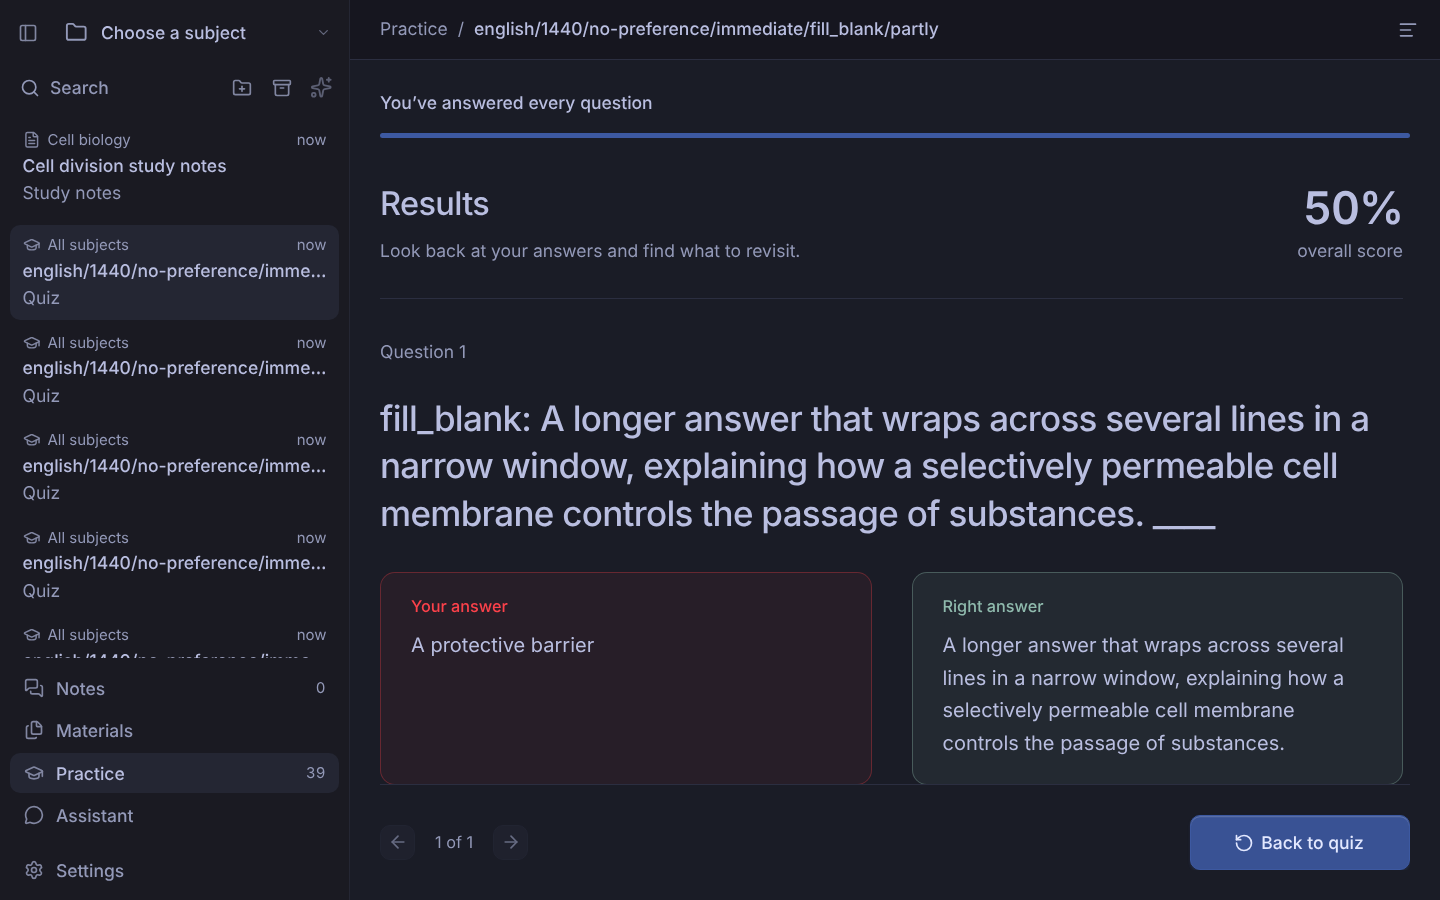 Choose a subject
Search
Cell biology now
Cell division study notes
Study notes
All subjects now
english/1440/no-preference/imme...
Quiz
All subjects now
english/1440/no-preference/imme...
Quiz
All subjects now
english/1440/no-preference/imme...
Quiz
All subjects now
english/1440/no-preference/imme...
Quiz
All subjects now
Notes 0
Materials
Practice 39
Assistant
Settings
Practice / english/1440/no-preference/immediate/fill_blank/partly
You’ve answered every question
Results
50%
Look back at your answers and find what to revisit.
overall score
Question 1
fill_blank: A longer answer that wraps across several lines in a
narrow window, explaining how a selectively permeable cell
membrane controls the passage of substances. ____
Your answer
A protective barrier
Right answer
A longer answer that wraps across several
lines in a narrow window, explaining how a
selectively permeable cell membrane
controls the passage of substances.
1 of 1
Back to quiz